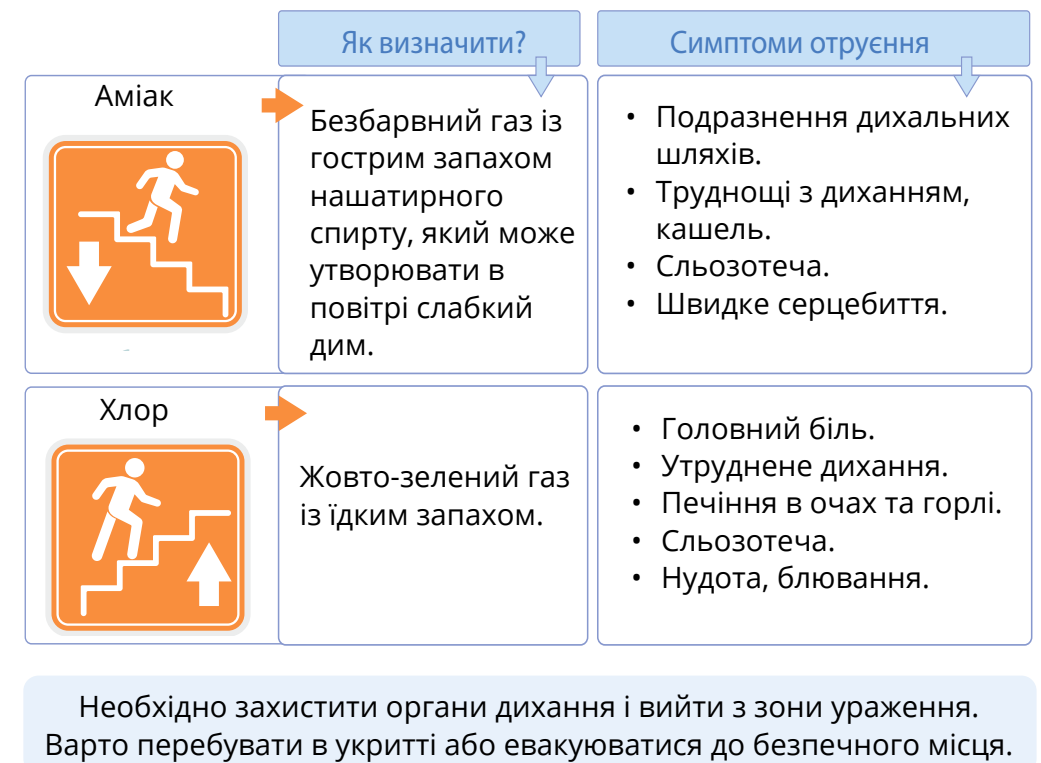 Як визначити?
Симптоми отруєння
Аміак
Безбарвний газ із
гострим запахом
нашатирного
спирту, який може
утворювати в
повітрі слабкий
дим.
• Подразнення дихальних
шляхів.
• Труднощі з диханням,
кашель.
• Сльозотеча.
• Швидке серцебиття.
Хлор
Жовто-зелений газ
із їдким запахом.
• Головний біль.
• Утруднене дихання.
• Печіння в очах та горлі.
• Сльозотеча.
• Нудота, блювання.
Необхідно захистити органи дихання і вийти з зони ураження.
Варто перебувати в укритті або евакуюватися до безпечного місця.